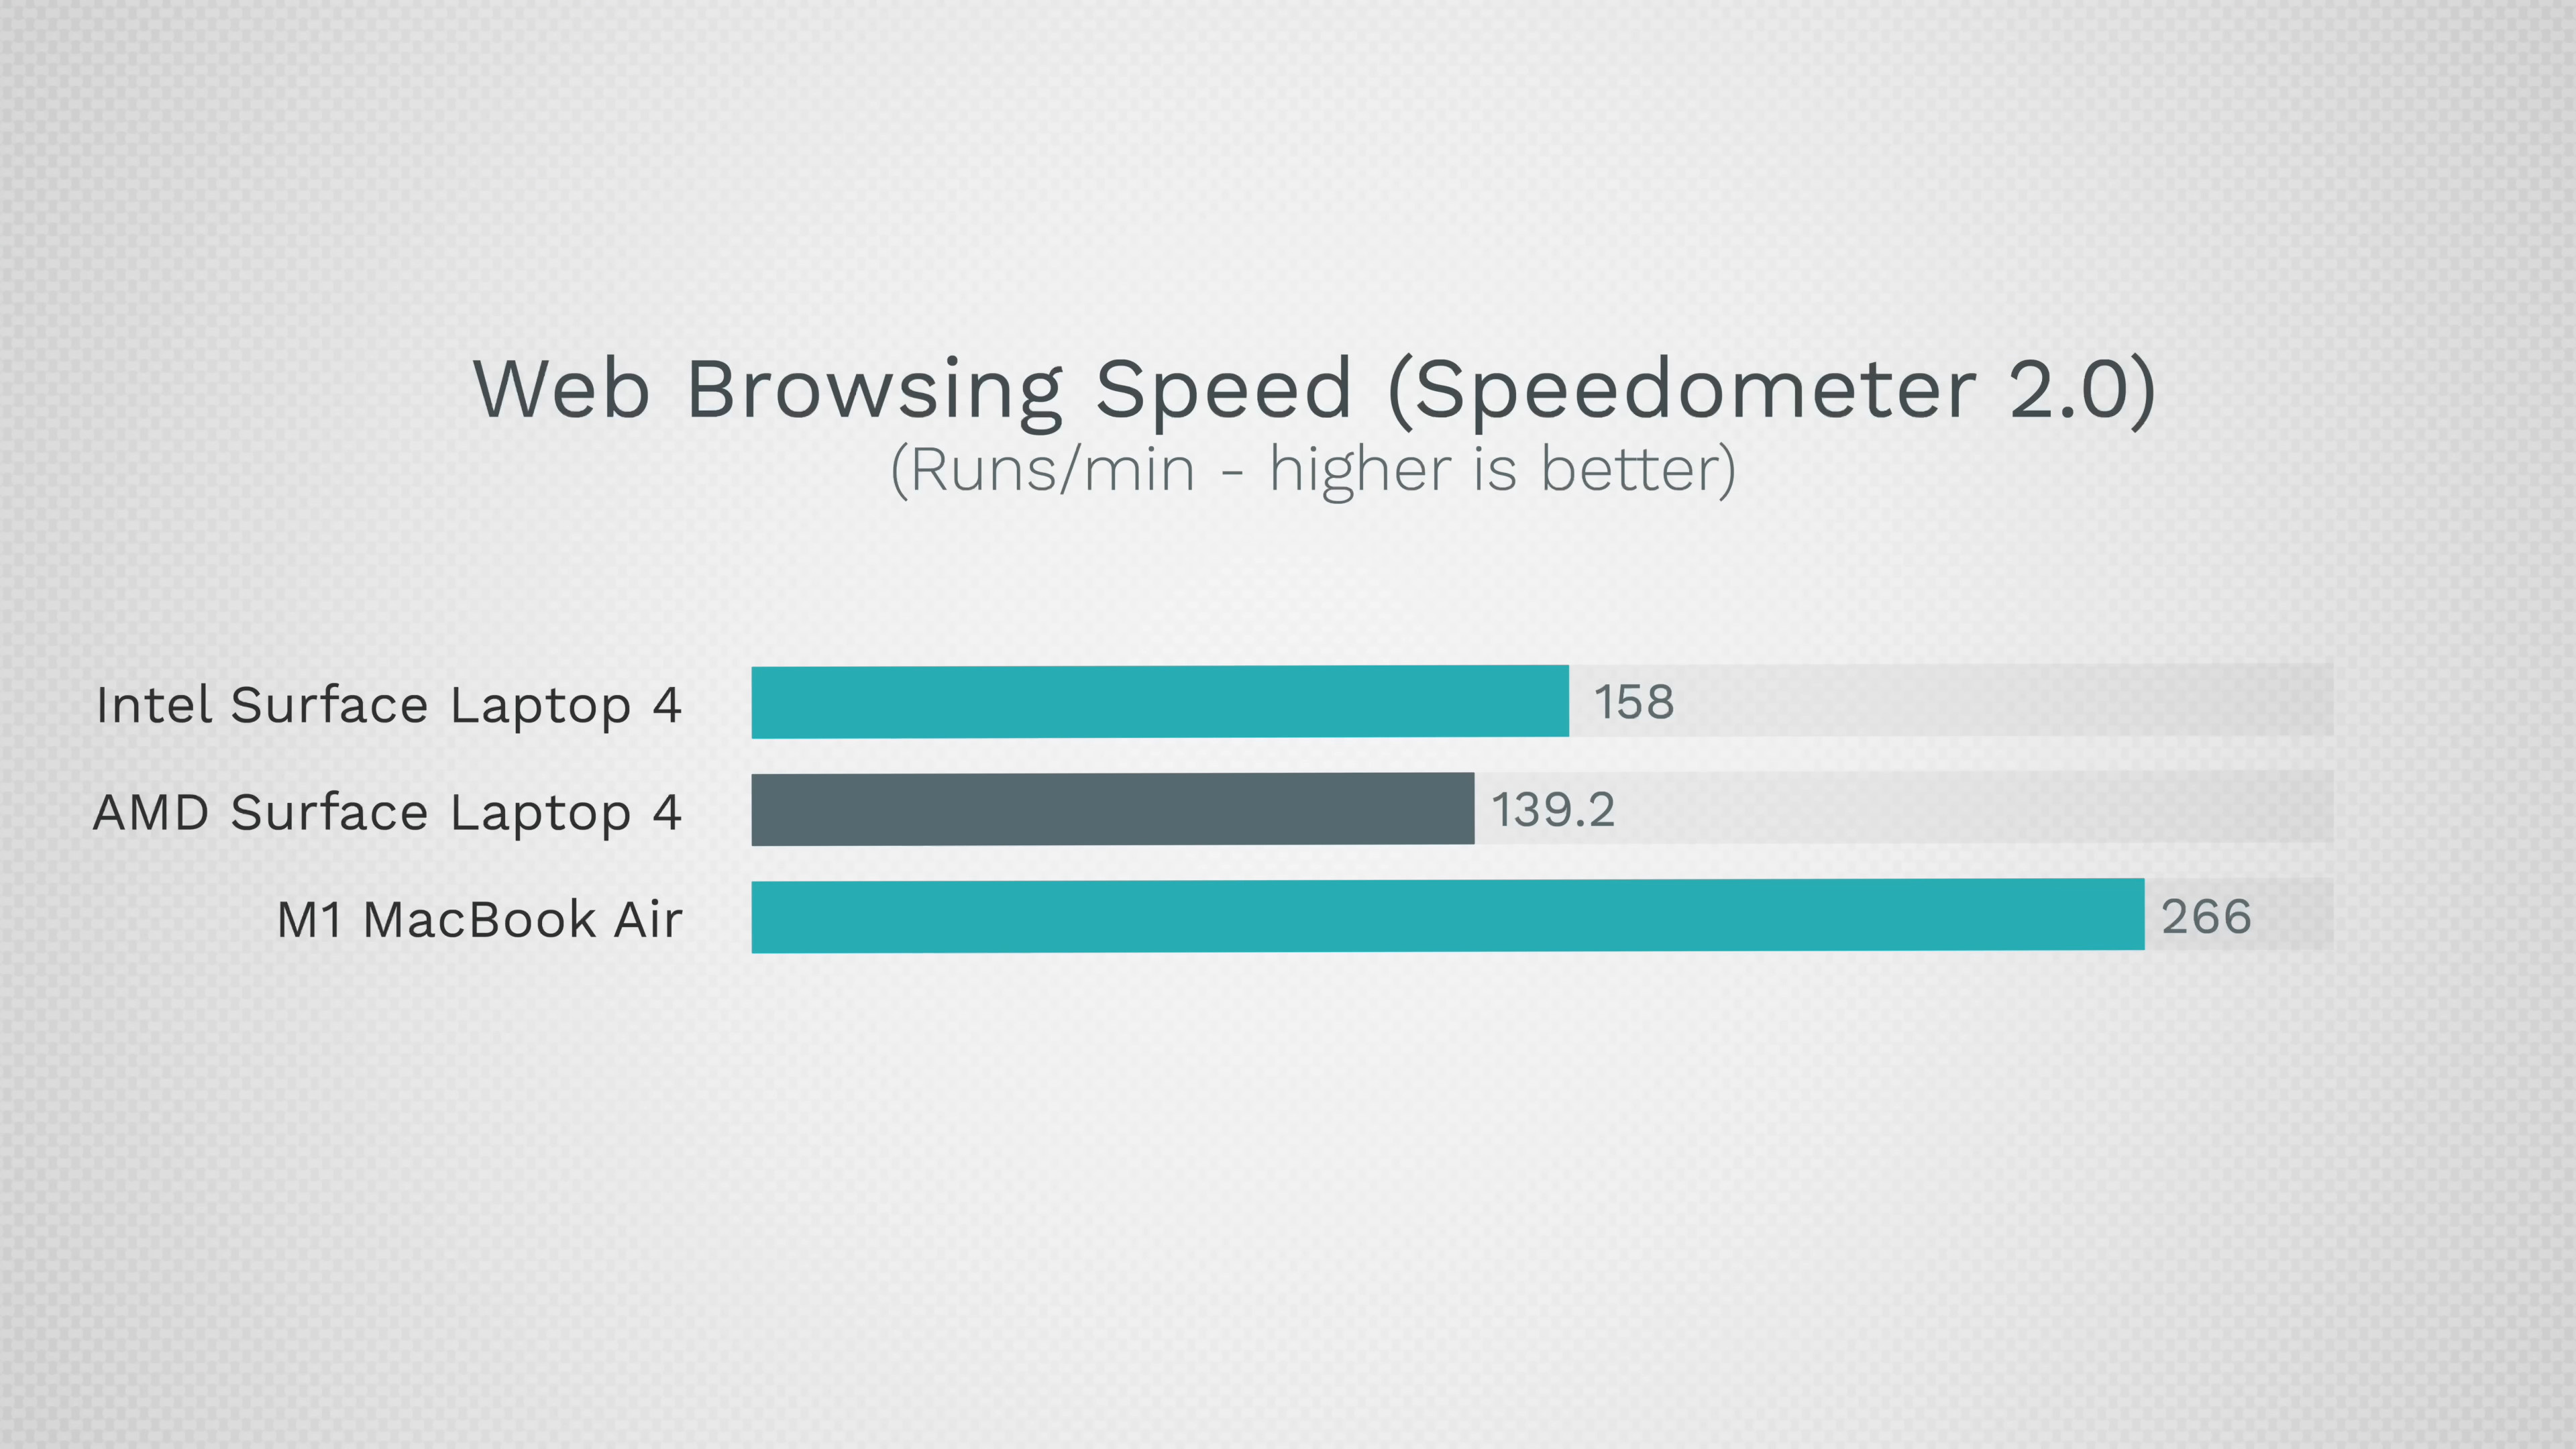 Web Browsing Speed (Speedometer 2.0)
(Runs/min - higher is better)
Intel Surface Laptop 4 158
AMD Surface Laptop 4 139.2
M1 MacBook Air 266